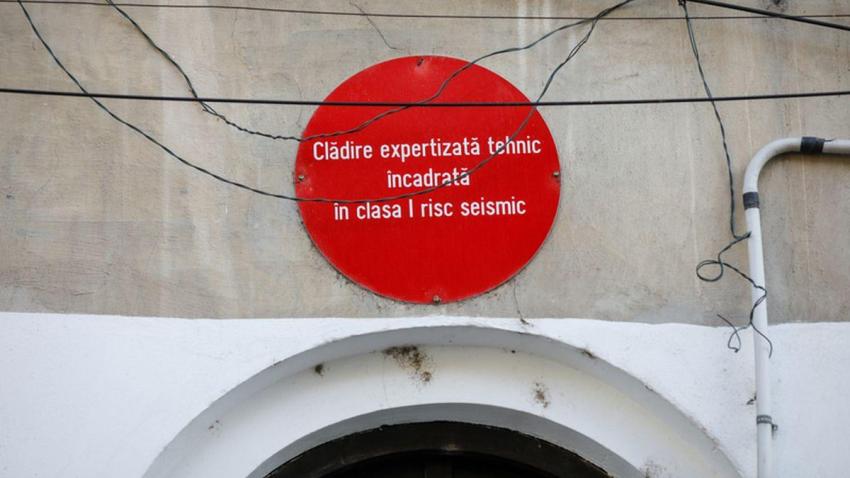 Clădire expertizată tehnic
încadrată
în clasa I risc seismic